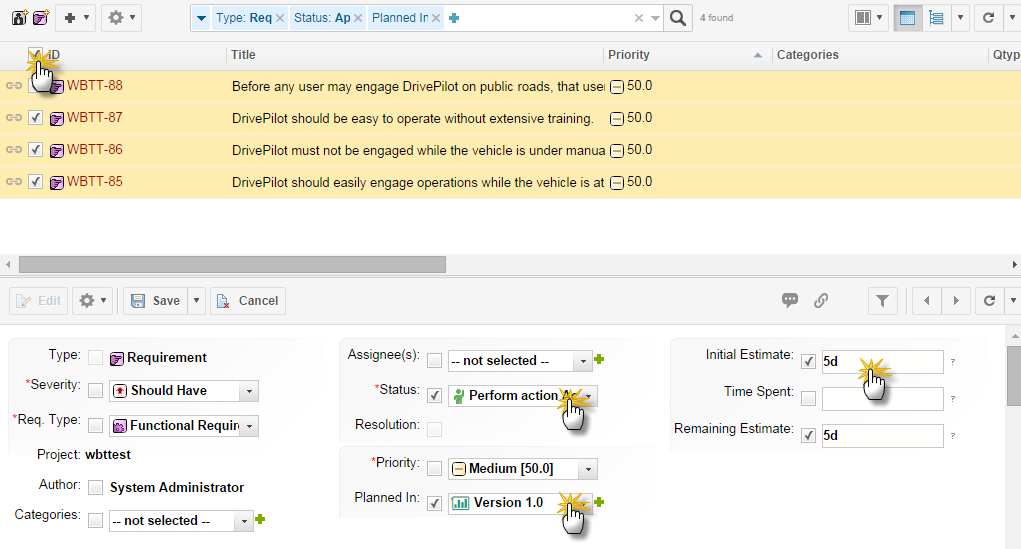 Type: Req Status: Ap Planned In 4 found
ID Title Priority Categories Qtyp
WBTT-88 Before any user may engage DrivePilot on public roads, that use 50.0
WBTT-87 DrivePilot should be easy to operate without extensive training. 50.0
WBTT-86 DrivePilot must not be engaged while the vehicle is under manua 50.0
WBTT-85 DrivePilot should easily engage operations while the vehicle is at 50.0
Edit Save Cancel
Type: Requirement
*Severity: Should Have
*Req. Type: Functional Require
Project: wbttest
Author: System Administrator
Categories: -- not selected --
Assignee(s): -- not selected --
*Status: Perform action
Resolution:
*Priority: Medium [50.0]
Planned In: Version 1.0
Initial Estimate: 5d ?
Time Spent: ?
Remaining Estimate: 5d ?